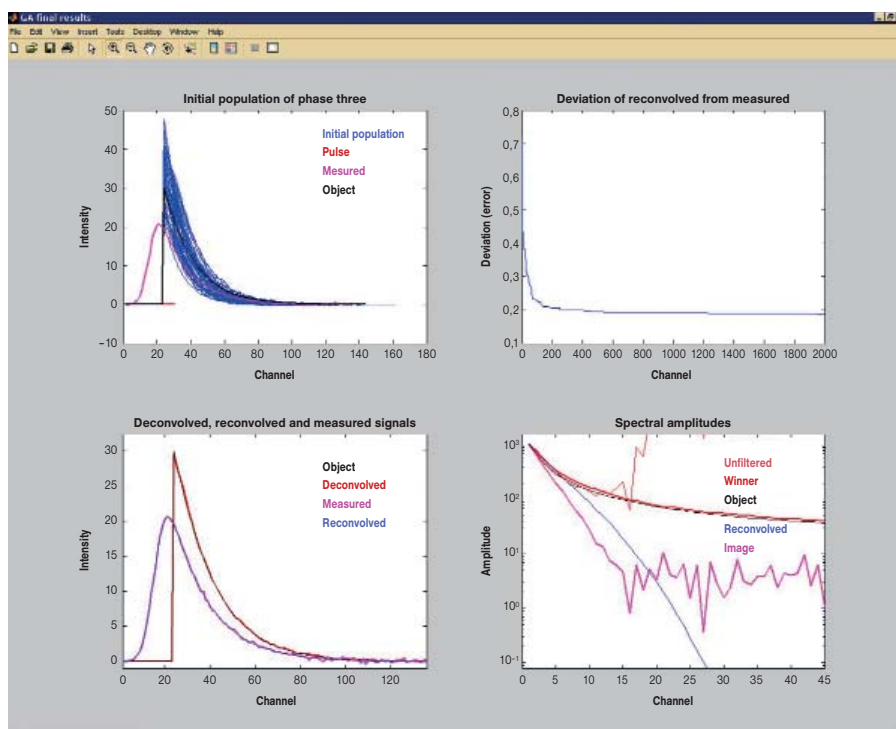 GA final results
File Edit View Insert Tools Desktop Window Help
Initial population of phase three
50
40
30
20
10
0
–10
0 20 40 60 80 100 120 140 160 180
Intensity
Channel
Initial population
Pulse
Mesured
Object
Deviation of reconvolved from measured
0,8
0,7
0,6
0,5
0,4
0,3
0,2
0,1
0 200 400 600 800 1000 1200 1400 1600 1800 2000
Deviation (error)
Channel
Deconvolved, reconvolved and measured signals
30
25
20
15
10
5
0
0 20 40 60 80 100 120
Intensity
Channel
Object
Deconvolved
Measured
Reconvolved
Spectral amplitudes
10³
10²
10¹
10⁰
10⁻¹
0 5 10 15 20 25 30 35 40 45
Amplitude
Channel
Unfiltered
Winner
Object
Reconvolved
Image